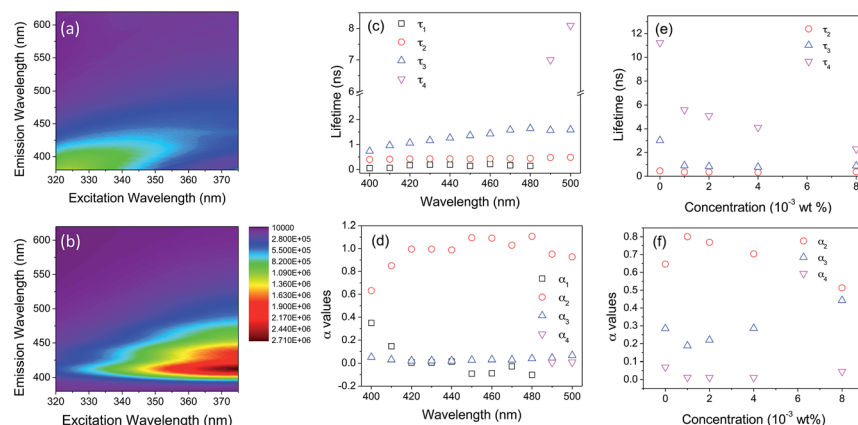 (a)
Emission Wavelength (nm)
600
550
500
450
400
320 330 340 350 360 370
Excitation Wavelength (nm)
(b)
Emission Wavelength (nm)
600
550
500
450
400
320 330 340 350 360 370
Excitation Wavelength (nm)
10000
2.800E+05
5.500E+05
8.200E+05
1.090E+06
1.360E+06
1.630E+06
1.900E+06
2.170E+06
2.440E+06
2.710E+06
(c)
τ1
τ2
τ3
τ4
Lifetime (ns)
8
6
2
1
0
400 420 440 460 480 500
Wavelength (nm)
(d)
α1
α2
α3
α4
α values
1.2
1.0
0.8
0.6
0.4
0.2
0.0
-0.2
400 420 440 460 480 500
Wavelength (nm)
(e)
τ2
τ3
τ4
Lifetime (ns)
12
10
8
6
4
2
0
0 2 4 6 8
Concentration (10⁻³ wt %)
(f)
α2
α3
α4
α values
0.8
0.7
0.6
0.5
0.4
0.3
0.2
0.1
0.0
0 2 4 6 8
Concentration (10⁻³ wt %)